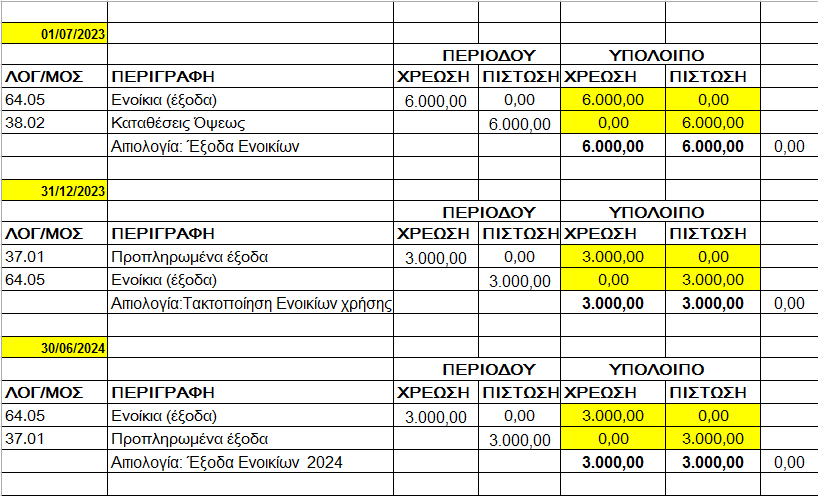 01/07/2023
ΠΕΡΙΟΔΟΥ ΥΠΟΛΟΙΠΟ
ΛΟΓ/ΜΟΣ ΠΕΡΙΓΡΑΦΗ ΧΡΕΩΣΗ ΠΙΣΤΩΣΗ ΧΡΕΩΣΗ ΠΙΣΤΩΣΗ
64.05 Ενοίκια (έξοδα) 6.000,00 0,00 6.000,00 0,00
38.02 Καταθέσεις Όψεως 6.000,00 0,00 6.000,00
Αιτιολογία: Έξοδα Ενοικίων 6.000,00 6.000,00 0,00
31/12/2023
ΠΕΡΙΟΔΟΥ ΥΠΟΛΟΙΠΟ
ΛΟΓ/ΜΟΣ ΠΕΡΙΓΡΑΦΗ ΧΡΕΩΣΗ ΠΙΣΤΩΣΗ ΧΡΕΩΣΗ ΠΙΣΤΩΣΗ
37.01 Προπληρωμένα έξοδα 3.000,00 0,00 3.000,00 0,00
64.05 Ενοίκια (έξοδα) 3.000,00 0,00 3.000,00
Αιτιολογία:Τακτοποίηση Ενοικίων χρήσης 3.000,00 3.000,00 0,00
30/06/2024
ΠΕΡΙΟΔΟΥ ΥΠΟΛΟΙΠΟ
ΛΟΓ/ΜΟΣ ΠΕΡΙΓΡΑΦΗ ΧΡΕΩΣΗ ΠΙΣΤΩΣΗ ΧΡΕΩΣΗ ΠΙΣΤΩΣΗ
64.05 Ενοίκια (έξοδα) 3.000,00 0,00 3.000,00 0,00
37.01 Προπληρωμένα έξοδα 3.000,00 0,00 3.000,00
Αιτιολογία: Έξοδα Ενοικίων 2024 3.000,00 3.000,00 0,00